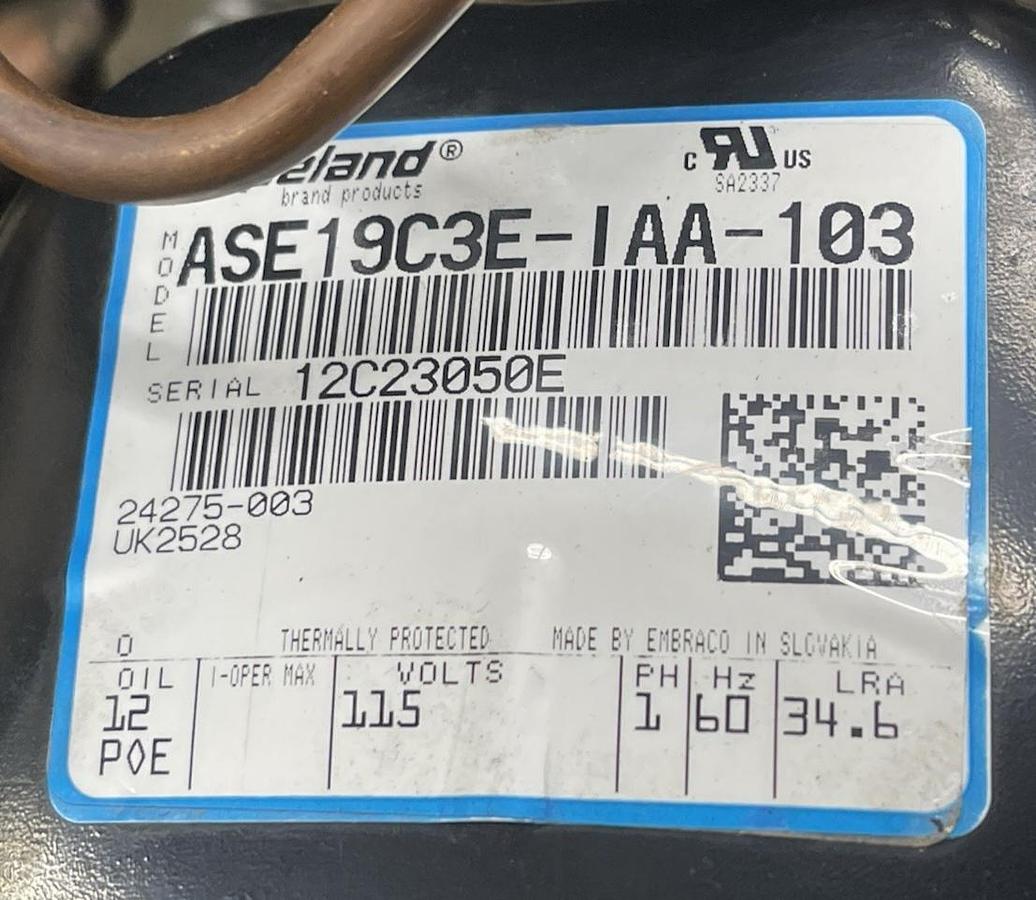 eland®
brand products
C RU US
SA2337
MODEL
ASE19C3E-IAA-103
SERIAL 12C23050E
24275-003
UK2528
0 THERMALLY PROTECTED MADE BY EMBRACO IN SLOVAKIA
OIL I-OPER MAX VOLTS PH Hz LRA
12 115 1 60 34.6
POE